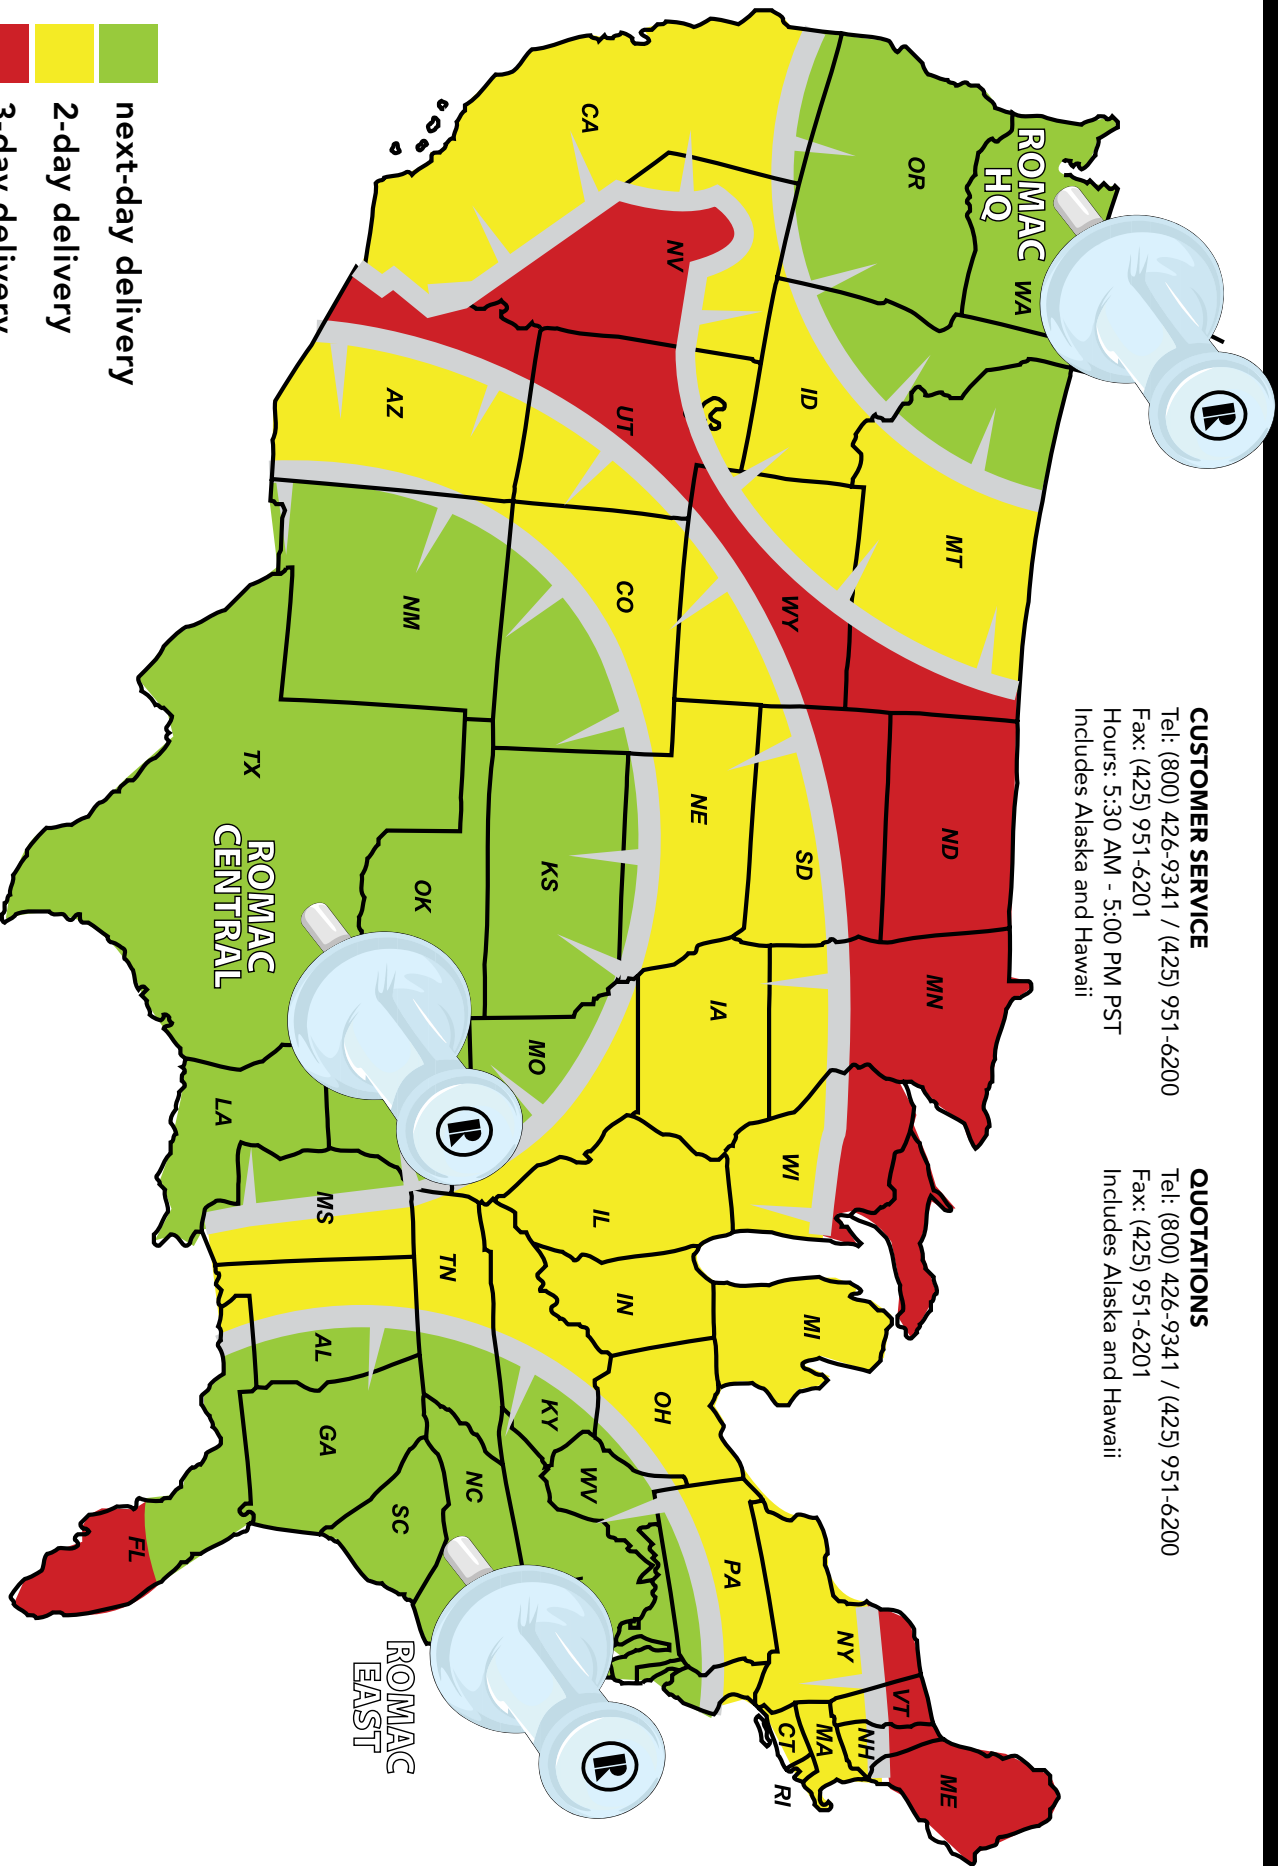 CUSTOMER SERVICE
Tel: (800) 426-9341 / (425) 951-6200
Fax: (425) 951-6201
Hours: 5:30 AM - 5:00 PM PST
Includes Alaska and Hawaii
QUOTATIONS
Tel: (800) 426-9341 / (425) 951-6200
Fax: (425) 951-6201
Includes Alaska and Hawaii
ROMAC
HQ
WA
OR
CA
NV
ID
MT
UT
AZ
WY
CO
NM
ND
SD
NE
KS
OK
TX
ROMAC
CENTRAL
MN
IA
MO
LA
WI
IL
MS
MI
IN
TN
AL
OH
KY
GA
WV
NC
SC
FL
PA
NY
VT
NH
MA
CT
RI
ME
ROMAC
EAST
R
R
R
next-day delivery
2-day delivery
3-day delivery